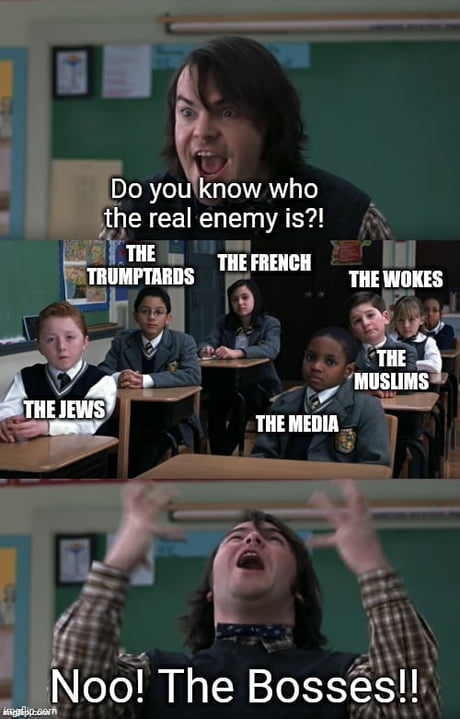 Do you know who
the real enemy is?!
THE
TRUMPTARDS
THE FRENCH
THE WOKES
THE
MUSLIMS
THE JEWS
THE MEDIA
Noo! The Bosses!!
imgflip.com